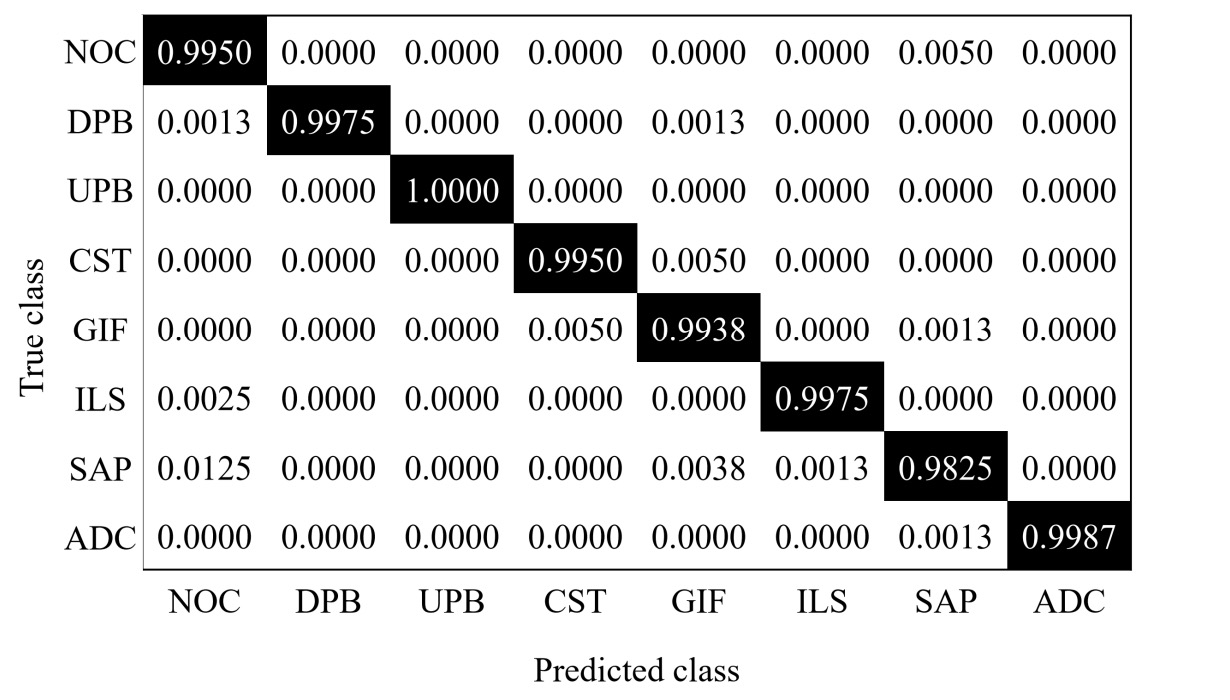 NOC 0.9950 0.0000 0.0000 0.0000 0.0000 0.0000 0.0050 0.0000
DPB 0.0013 0.9975 0.0000 0.0000 0.0013 0.0000 0.0000 0.0000
UPB 0.0000 0.0000 1.0000 0.0000 0.0000 0.0000 0.0000 0.0000
CST 0.0000 0.0000 0.0000 0.9950 0.0050 0.0000 0.0000 0.0000
GIF 0.0000 0.0000 0.0000 0.0050 0.9938 0.0000 0.0013 0.0000
ILS 0.0025 0.0000 0.0000 0.0000 0.0000 0.9975 0.0000 0.0000
SAP 0.0125 0.0000 0.0000 0.0000 0.0038 0.0013 0.9825 0.0000
ADC 0.0000 0.0000 0.0000 0.0000 0.0000 0.0000 0.0013 0.9987
NOC DPB UPB CST GIF ILS SAP ADC
True class
Predicted class